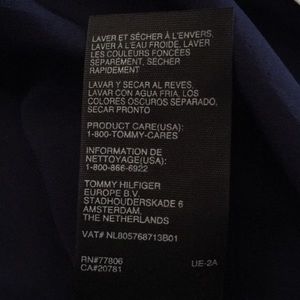 LAVER ET SÉCHER À L'ENVERS,
LAVER À L'EAU FROIDE, LAVER
LES COULEURS FONCÉES
SÉPAREMENT, SÉCHER
RAPIDEMENT
LAVAR Y SECAR AL REVES,
LAVAR CON AGUA FRIA, LOS
COLORES OSCUROS SEPARADO,
SECAR PRONTO
PRODUCT CARE(USA):
1-800-TOMMY-CARES
INFORMATION DE
NETTOYAGE(USA):
1-800-866-6922
TOMMY HILFIGER
EUROPE B.V.
STADHOUDERSKADE 6
AMSTERDAM,
THE NETHERLANDS
VAT# NL805768713B01
RN#77806 UE-2A
CA#20781